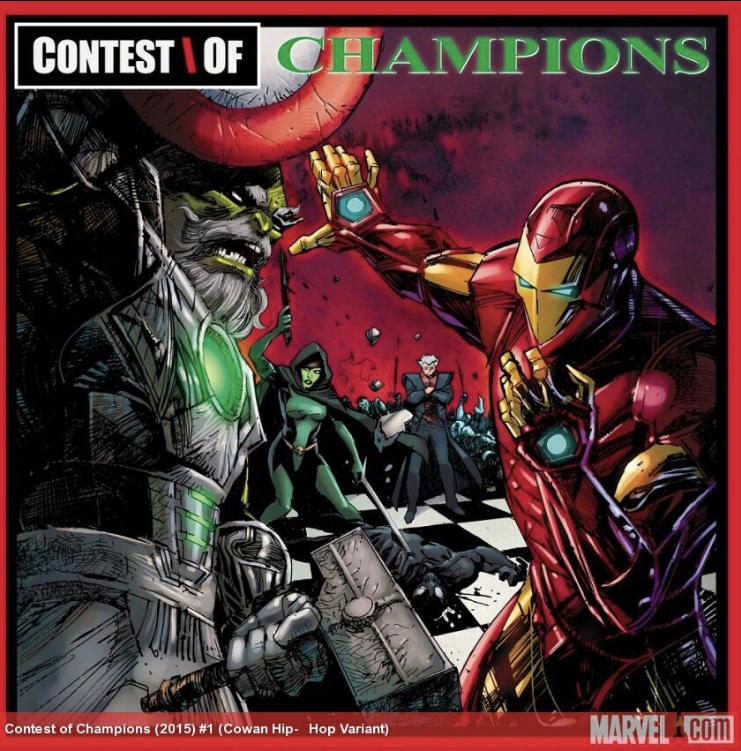 CONTEST \ OF CHAMPIONS
Contest of Champions (2015) #1 (Cowan Hip- Hop Variant)
MARVEL.COM